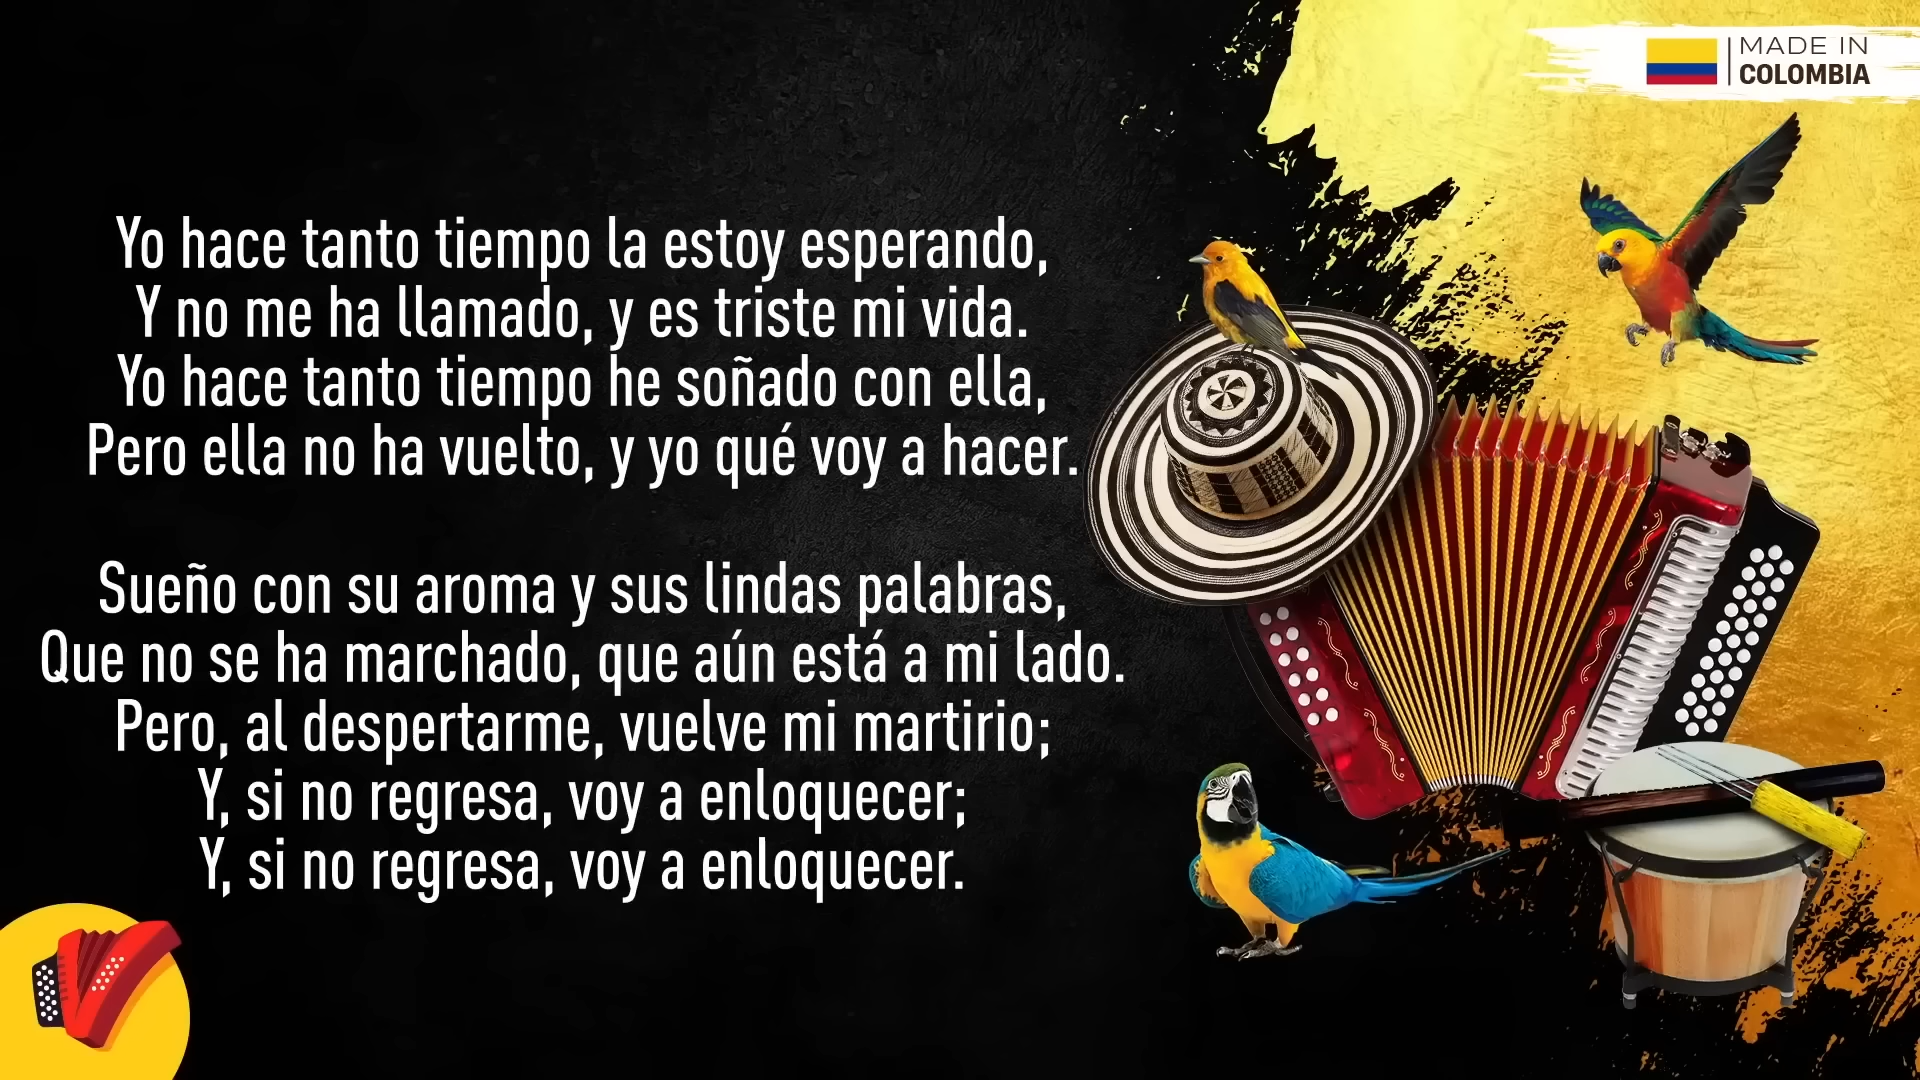 MADE IN
COLOMBIA
Yo hace tanto tiempo la estoy esperando,
Y no me ha llamado, y es triste mi vida.
Yo hace tanto tiempo he soñado con ella,
Pero ella no ha vuelto, y yo qué voy a hacer.
Sueño con su aroma y sus lindas palabras,
Que no se ha marchado, que aún está a mi lado.
Pero, al despertarme, vuelve mi martirio;
Y, si no regresa, voy a enloquecer;
Y, si no regresa, voy a enloquecer.